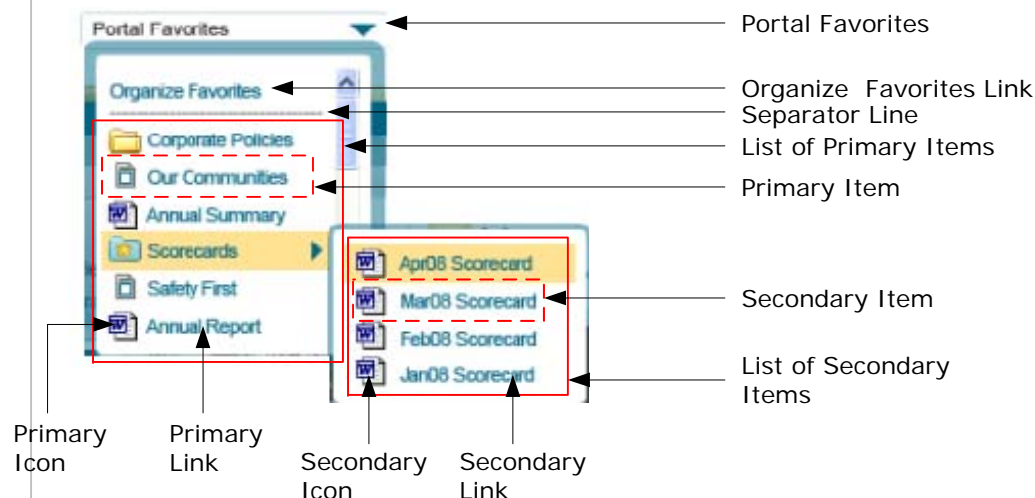 Portal Favorites
Portal Favorites
Organize Favorites
Organize Favorites Link
Separator Line
Corporate Policies
List of Primary Items
Our Communities
Primary Item
Annual Summary
Scorecards
Apr08 Scorecard
Safety First
Mar08 Scorecard
Secondary Item
Annual Report
Feb08 Scorecard
Jan08 Scorecard
List of Secondary
Items
Primary
Icon
Primary
Link
Secondary
Icon
Secondary
Link